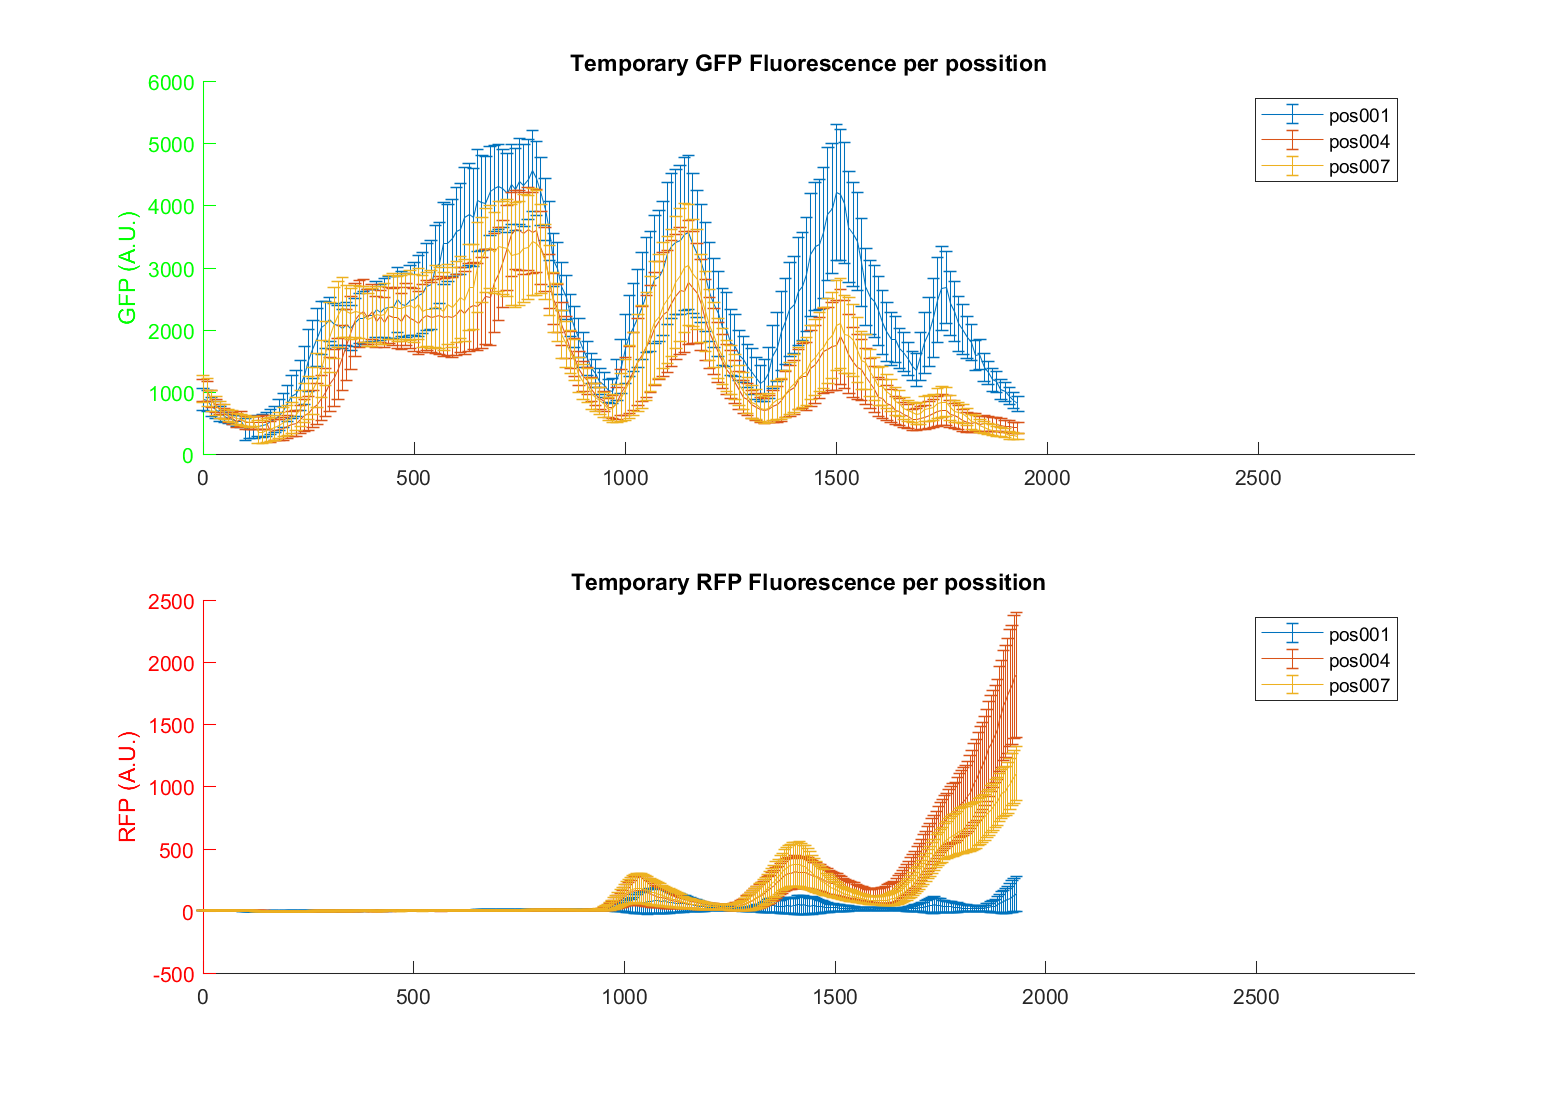 Temporary GFP Fluorescence per possition
6000
5000
4000
3000
2000
1000
0
GFP (A.U.)
0 500 1000 1500 2000 2500
pos001
pos004
pos007
Temporary RFP Fluorescence per possition
2500
2000
1500
1000
500
0
-500
RFP (A.U.)
0 500 1000 1500 2000 2500
pos001
pos004
pos007